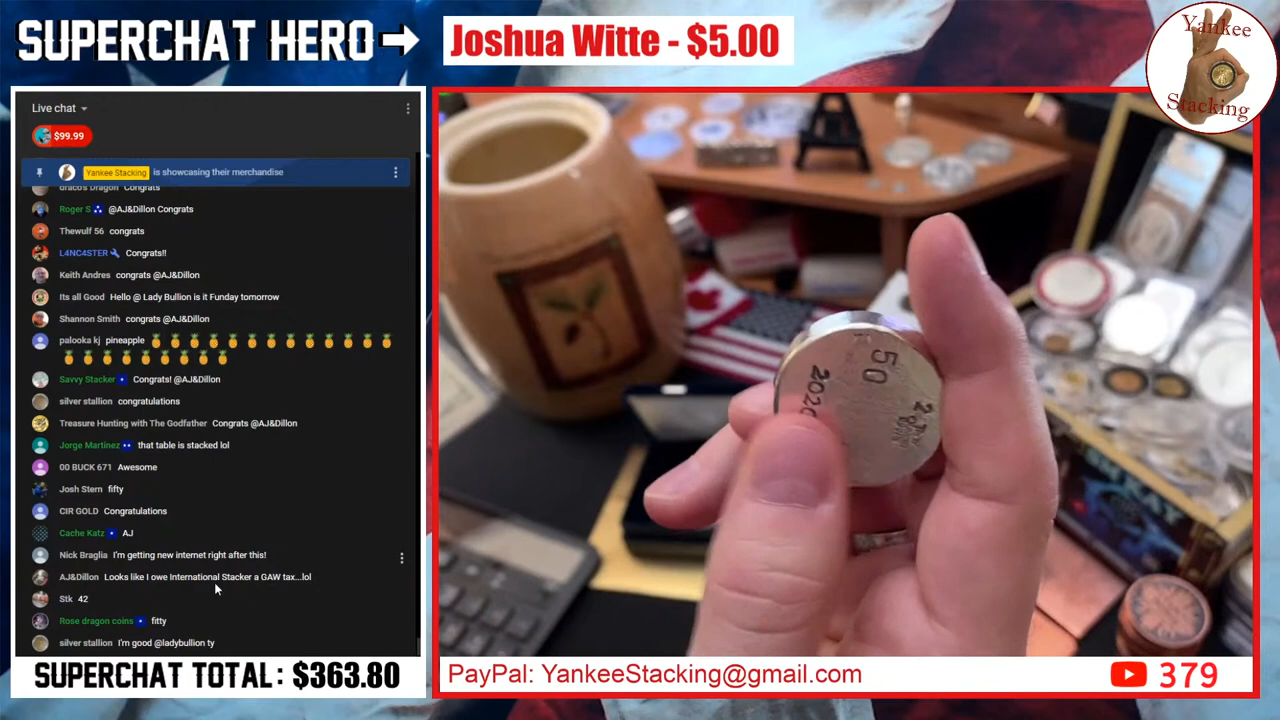 SUPERCHAT HERO
Joshua Witte - $5.00
Yankee
Stacking
Live chat
$99.99
Yankee Stacking is showcasing their merchandise
draco's Dragon Congrats
Roger S @AJ&Dillon Congrats
Thewulf 56 congrats
L4NC4STER Congrats!!
Keith Andres congrats @AJ&Dillon
Its all Good Hello @ Lady Bullion is it Funday tomorrow
Shannon Smith congrats @AJ&Dillon
palooka kj pineapple 🍍🍍🍍🍍🍍🍍🍍🍍🍍🍍🍍🍍🍍
🍍🍍🍍🍍🍍🍍🍍🍍🍍
Savvy Stacker Congrats! @AJ&Dillon
silver stallion congratulations
Treasure Hunting with The Godfather Congrats @AJ&Dillon
Jorge Martinez that table is stacked lol
00 BUCK 671 Awesome
Josh Stern fifty
CIR GOLD Congratulations
Cache Katz AJ
Nick Braglia I'm getting new internet right after this!
AJ&Dillon Looks like I owe International Stacker a GAW tax...lol
Stk 42
Rose dragon coins fitty
silver stallion I'm good @ladybullion ty
50
2020
SUPERCHAT TOTAL: $363.80
PayPal: YankeeStacking@gmail.com
379